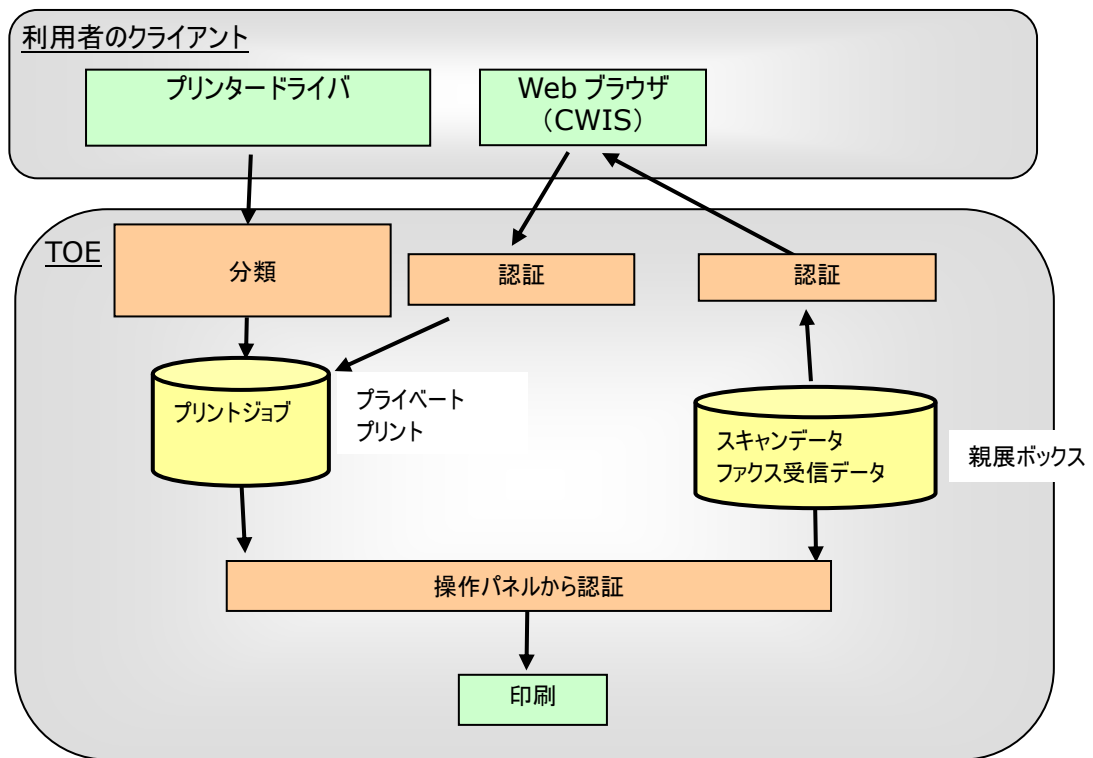 利用者のクライアント
プリンタードライバ
Web ブラウザ
（CWIS）
TOE
分類
認証
認証
プリントジョブ
プライベート
プリント
スキャンデータ
ファクス受信データ
親展ボックス
操作パネルから認証
印刷